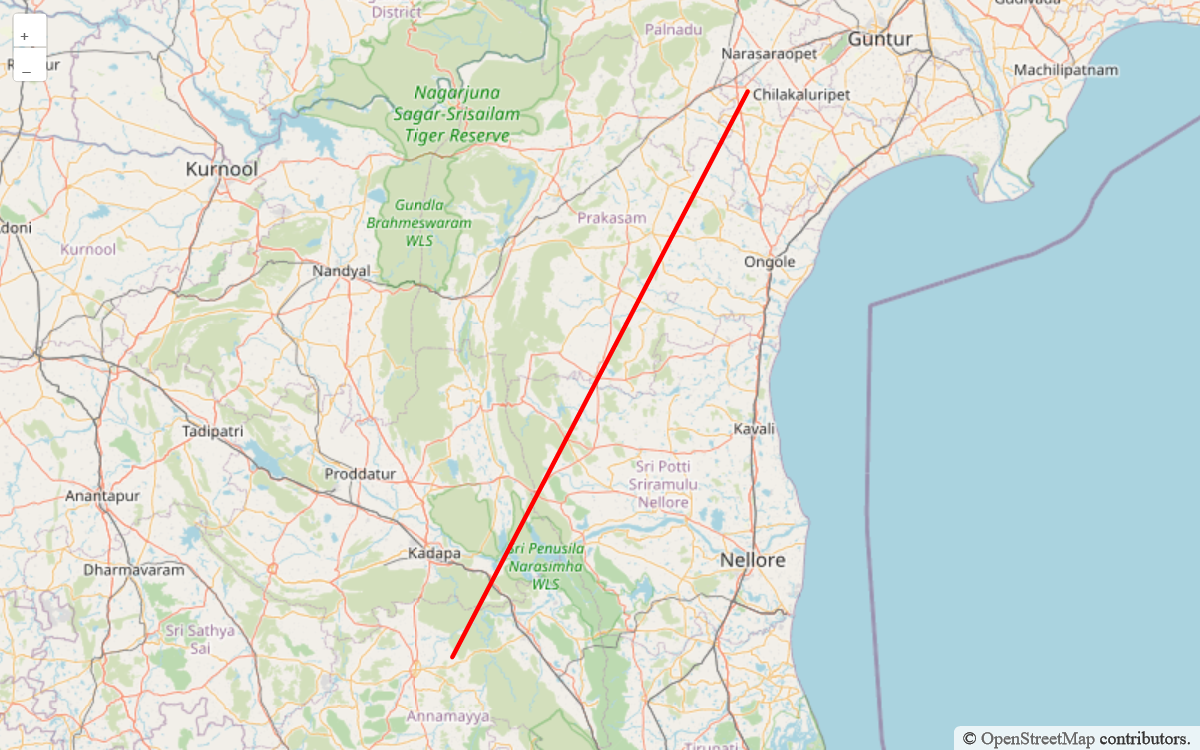 District
Palnadu
Gudivada
Guntur
Narasaraopet
+
–
Machilipatnam
Nagarjuna
Sagar-Srisailam
Tiger Reserve
Chilakaluripet
Kurnool
Gundla
Brahmeswaram
WLS
Prakasam
Kurnool
Nandyal
Ongole
Tadipatri
Kavali
Proddatur
Sri Potti
Sriramulu
Nellore
Anantapur
Kadapa
Sri Penusila
Narasimha
WLS
Nellore
Dharmavaram
Sri Sathya
Sai
Annamayya
Tirupati
© OpenStreetMap contributors.